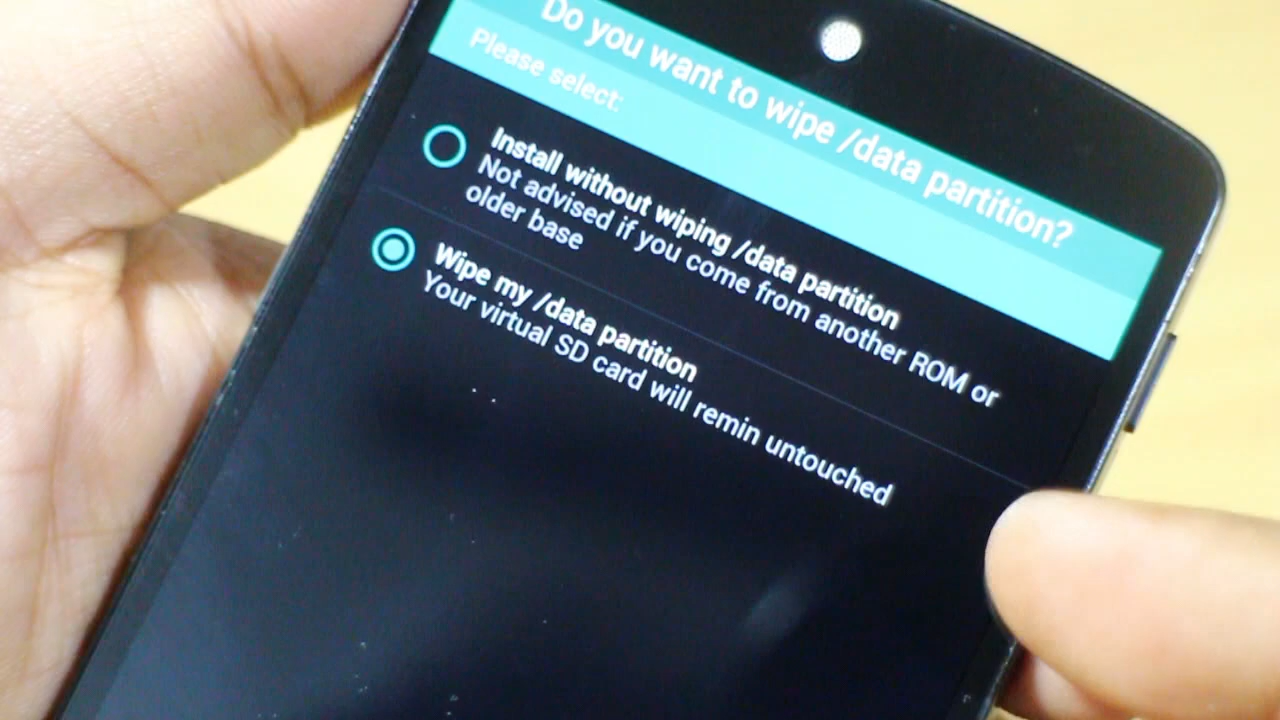 Do you want to wipe /data partition?
Please select:
Install without wiping /data partition
Not advised if you come from another ROM or
older base
Wipe my /data partition
Your virtual SD card will remin untouched